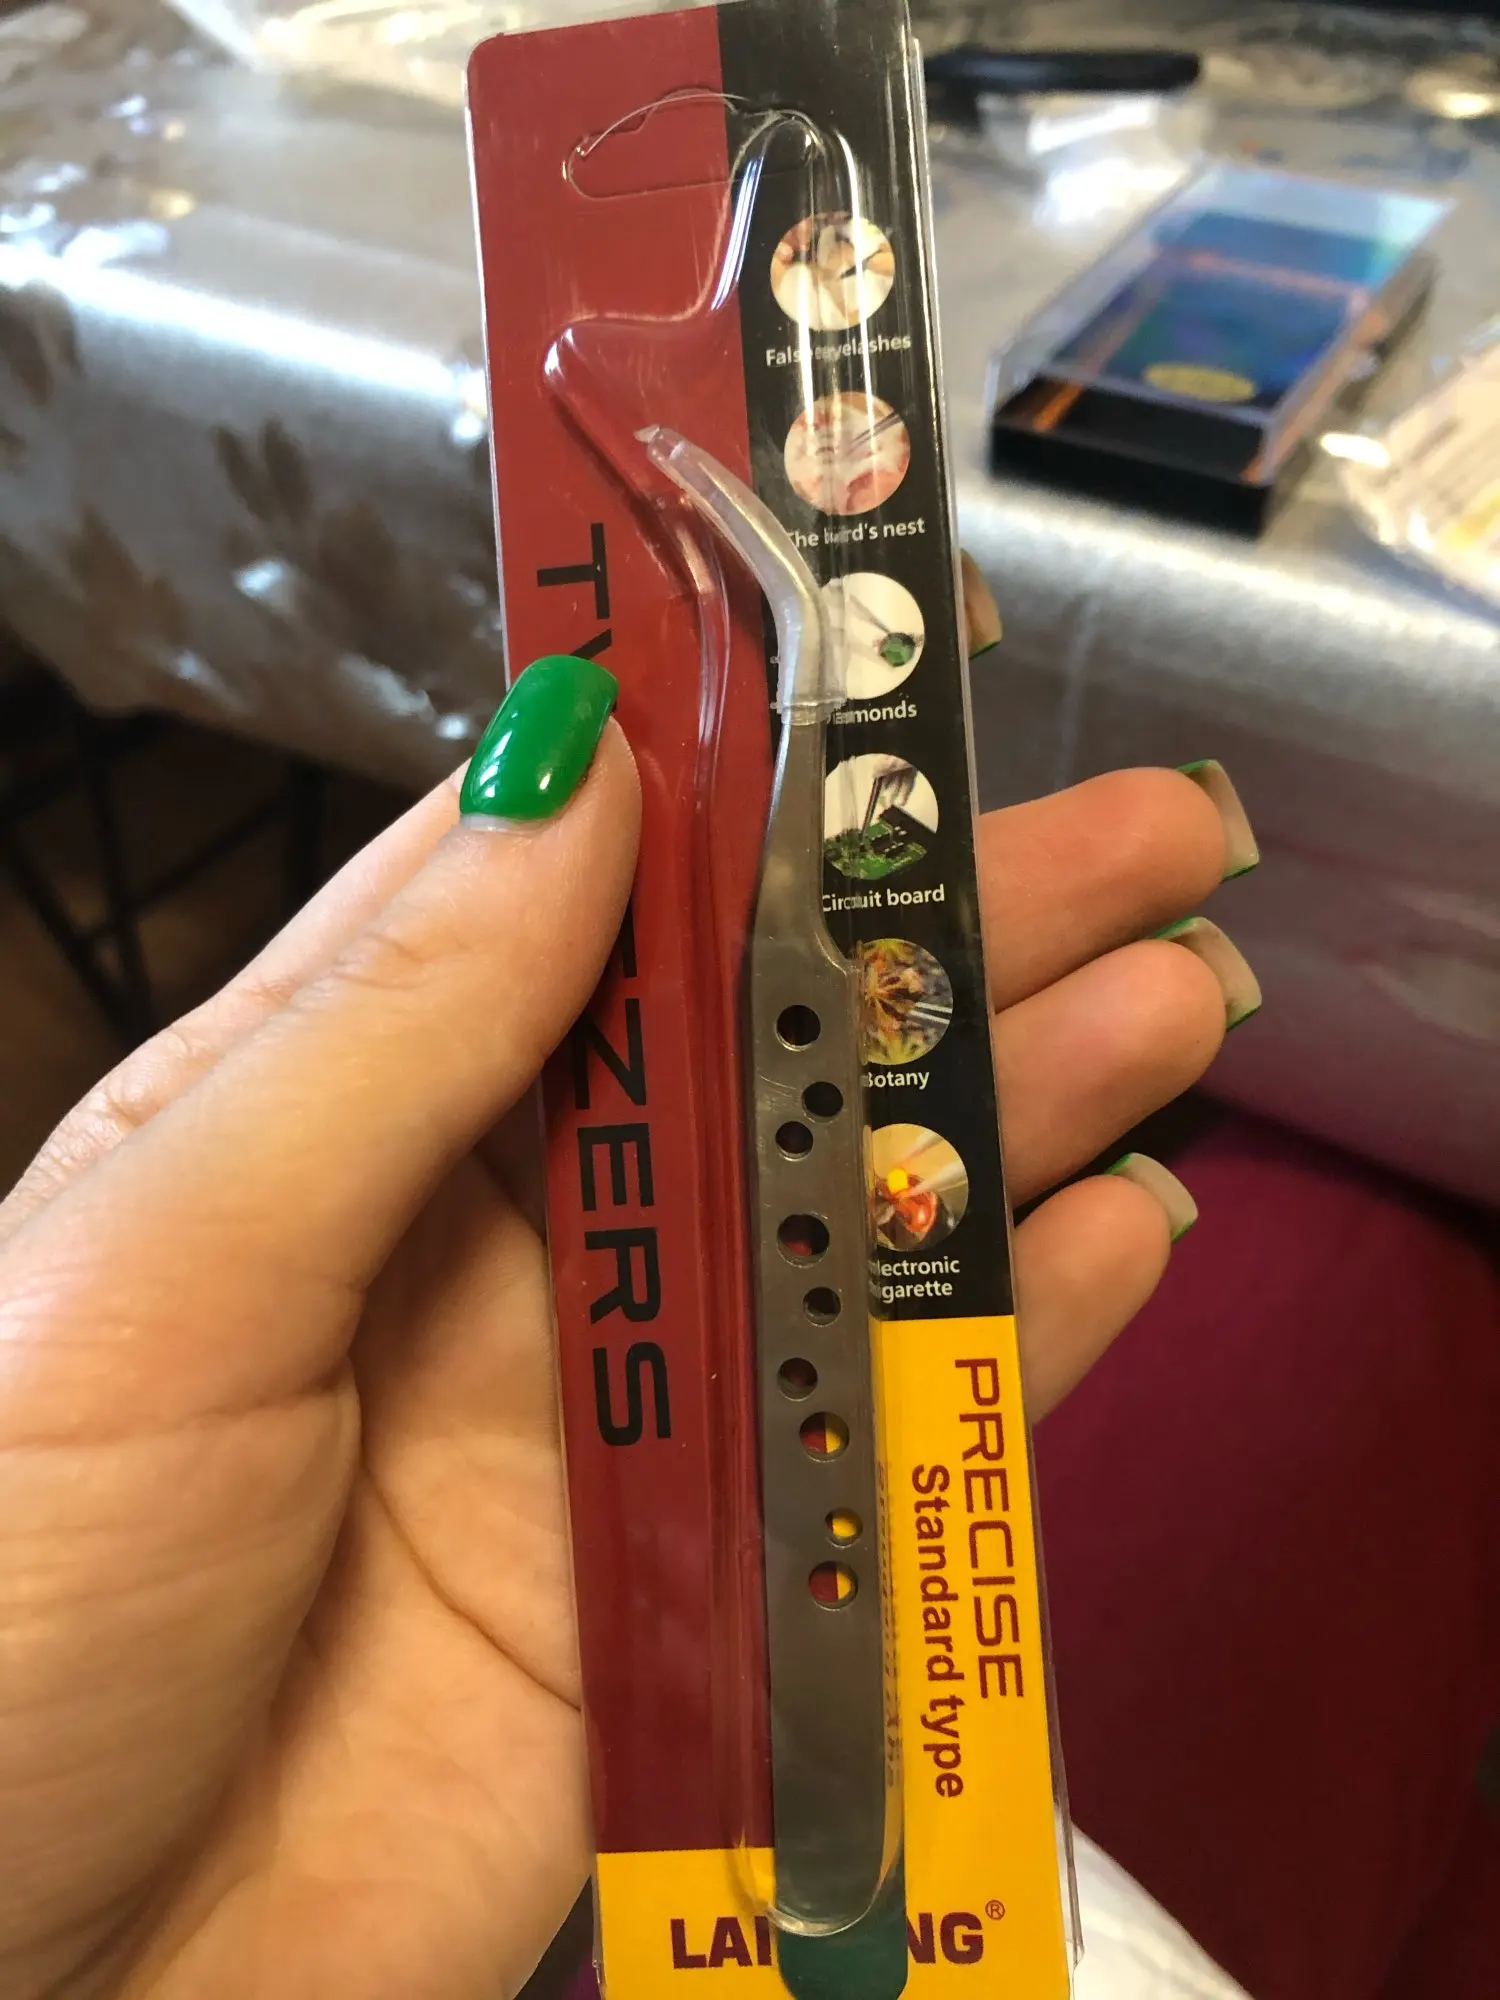 False eyelashes
The bird's nest
Diamonds
Circuit board
Botany
Electronic
cigarette
TWEEZERS
PRECISE
Standard type
®